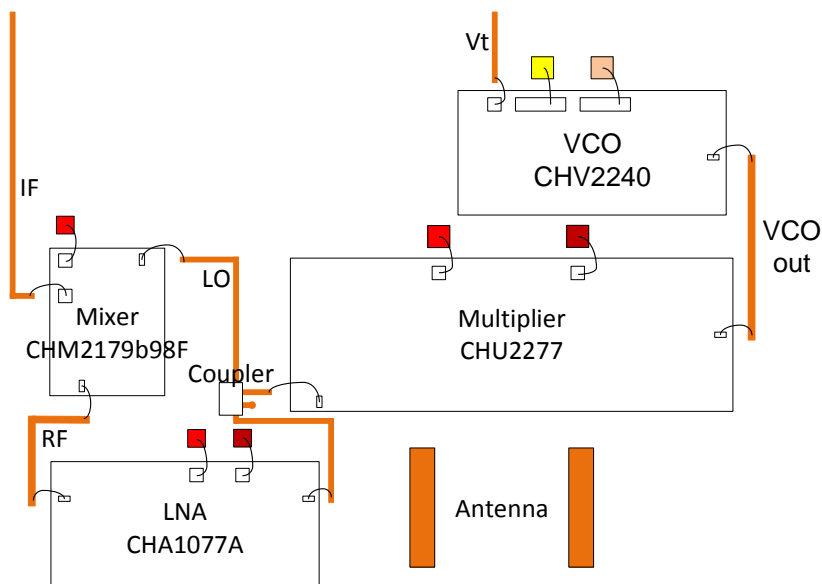 Vt
VCO
CHV2240
IF
VCO
out
LO
Mixer
CHM2179b98F
Multiplier
CHU2277
Coupler
RF
LNA
CHA1077A
Antenna